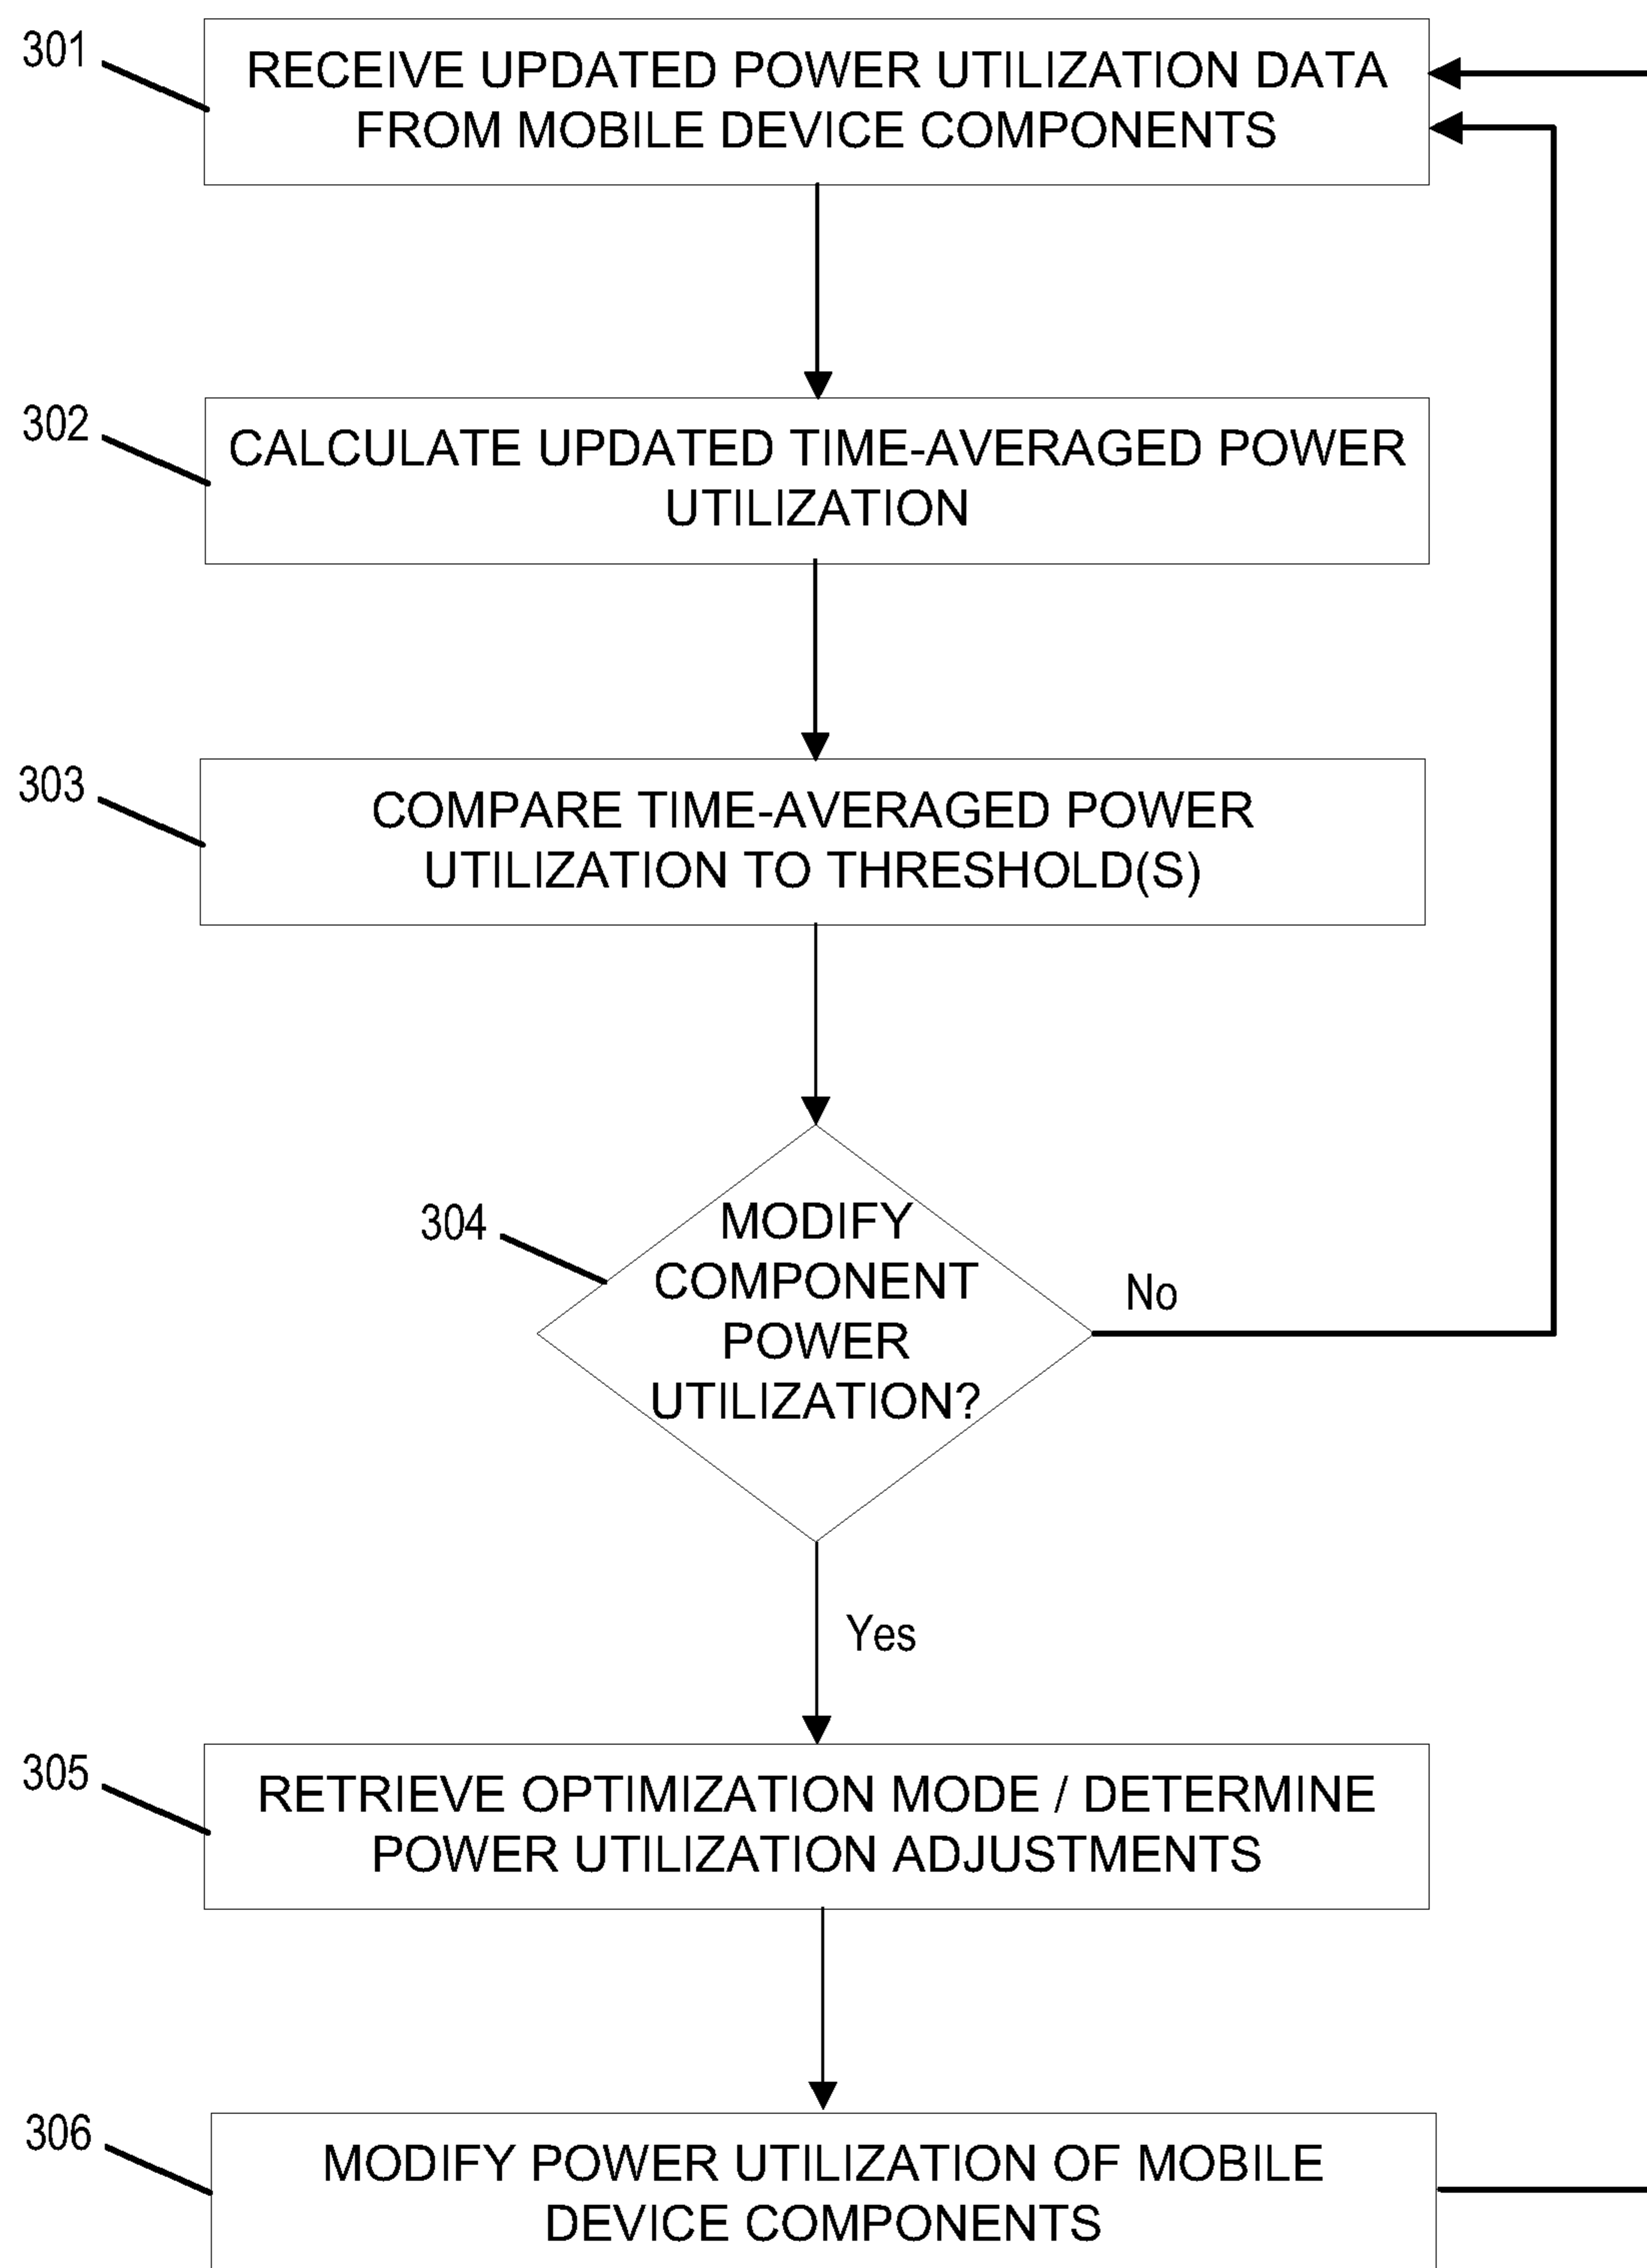 301
RECEIVE UPDATED POWER UTILIZATION DATA
FROM MOBILE DEVICE COMPONENTS
302
CALCULATE UPDATED TIME-AVERAGED POWER
UTILIZATION
303
COMPARE TIME-AVERAGED POWER
UTILIZATION TO THRESHOLD(S)
304
MODIFY
COMPONENT
POWER
UTILIZATION?
No
Yes
305
RETRIEVE OPTIMIZATION MODE / DETERMINE
POWER UTILIZATION ADJUSTMENTS
306
MODIFY POWER UTILIZATION OF MOBILE
DEVICE COMPONENTS